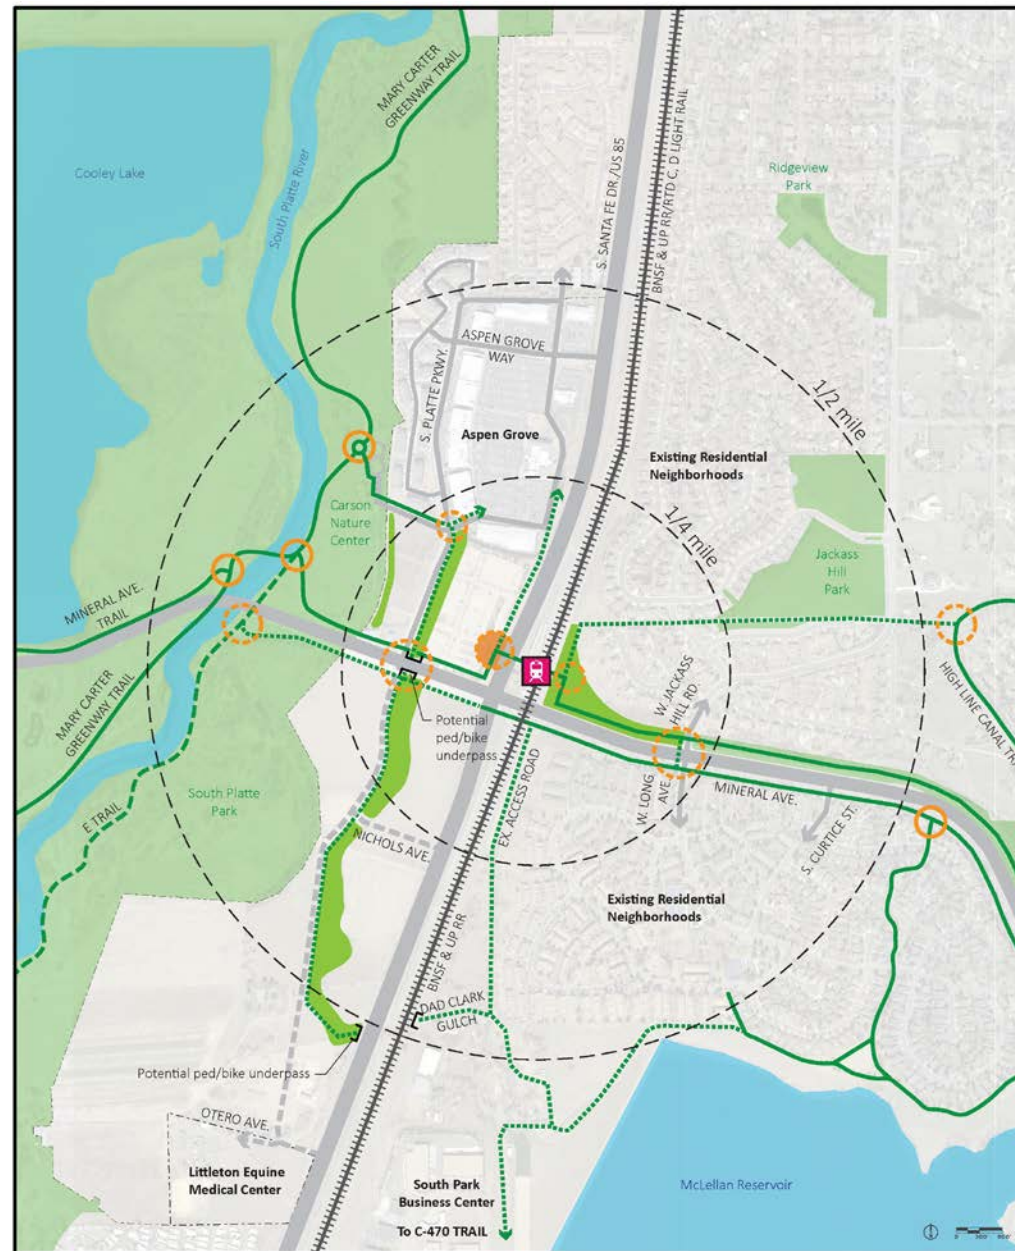 MARY CARTER
GREENWAY TRAIL
Cooley Lake
South Platte River
S. SANTA FE DR./US 85
BNSF & UP RR/RTD C, D LIGHT RAIL
Ridgeview
Park
ASPEN GROVE
WAY
S. PLATTE PKWY.
1/2 mile
Aspen Grove
Existing Residential
Neighborhoods
1/4 mile
Carson
Nature
Center
Jackass
Hill
Park
MINERAL AVE.
TRAIL
MARY CARTER
GREENWAY TRAIL
W. JACKASS
HILL RD.
HIGH LINE CANAL TR
Potential
ped/bike
underpass
E TRAIL
South Platte
Park
EX. ACCESS ROAD
W. LONG
AVE.
MINERAL AVE.
S. CURTICE ST.
NICHOLS AVE.
Existing Residential
Neighborhoods
BNSF & UP RR
DAD CLARK
GULCH
Potential ped/bike underpass
OTERO AVE.
Littleton Equine
Medical Center
South Park
Business Center
To C-470 TRAIL
McLellan Reservoir